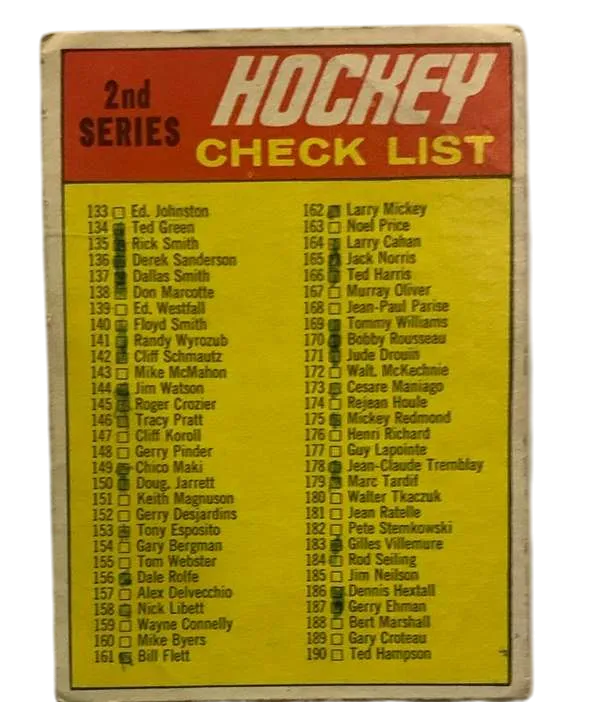 2nd
SERIES
HOCKEY
CHECK LIST
133 Ed. Johnston
134 Ted Green
135 Rick Smith
136 Derek Sanderson
137 Dallas Smith
138 Don Marcotte
139 Ed. Westfall
140 Floyd Smith
141 Randy Wyrozub
142 Cliff Schmautz
143 Mike McMahon
144 Jim Watson
145 Roger Crozier
146 Tracy Pratt
147 Cliff Koroll
148 Gerry Pinder
149 Chico Maki
150 Doug. Jarrett
151 Keith Magnuson
152 Gerry Desjardins
153 Tony Esposito
154 Gary Bergman
155 Tom Webster
156 Dale Rolfe
157 Alex Delvecchio
158 Nick Libett
159 Wayne Connelly
160 Mike Byers
161 Bill Flett
162 Larry Mickey
163 Noel Price
164 Larry Cahan
165 Jack Norris
166 Ted Harris
167 Murray Oliver
168 Jean-Paul Parise
169 Tommy Williams
170 Bobby Rousseau
171 Jude Drouin
172 Walt. McKechnie
173 Cesare Maniago
174 Rejean Houle
175 Mickey Redmond
176 Henri Richard
177 Guy Lapointe
178 Jean-Claude Tremblay
179 Marc Tardif
180 Walter Tkaczuk
181 Jean Ratelle
182 Pete Stemkowski
183 Gilles Villemure
184 Rod Seiling
185 Jim Neilson
186 Dennis Hextall
187 Gerry Ehman
188 Bert Marshall
189 Gary Croteau
190 Ted Hampson